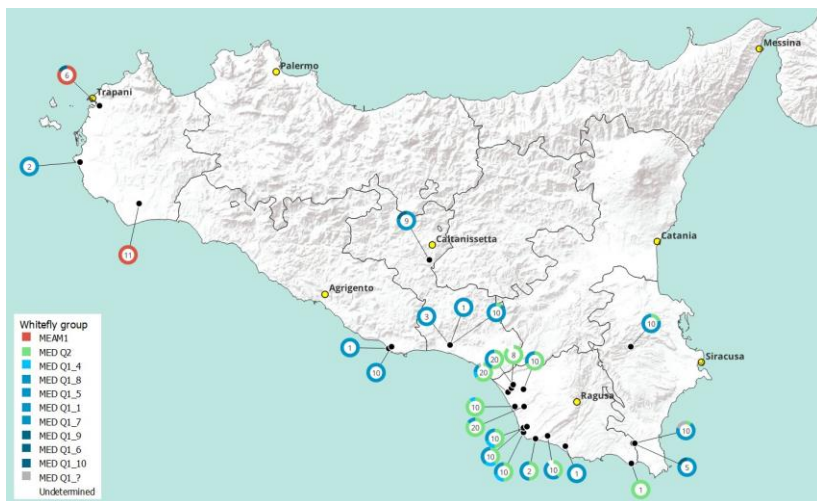 Messina
Palermo
6
Trapani
2
9
Caltanissetta
Catania
11
Agrigento
3
1
10
10
Whitefly group
MEAM1
MED Q2
MED Q1_4
MED Q1_8
MED Q1_5
MED Q1_1
MED Q1_7
MED Q1_9
MED Q1_6
MED Q1_10
MED Q1_?
Undetermined
1
10
20
8
10
20
Siracusa
Ragusa
10
20
10
10
10
2
10
1
10
5
1